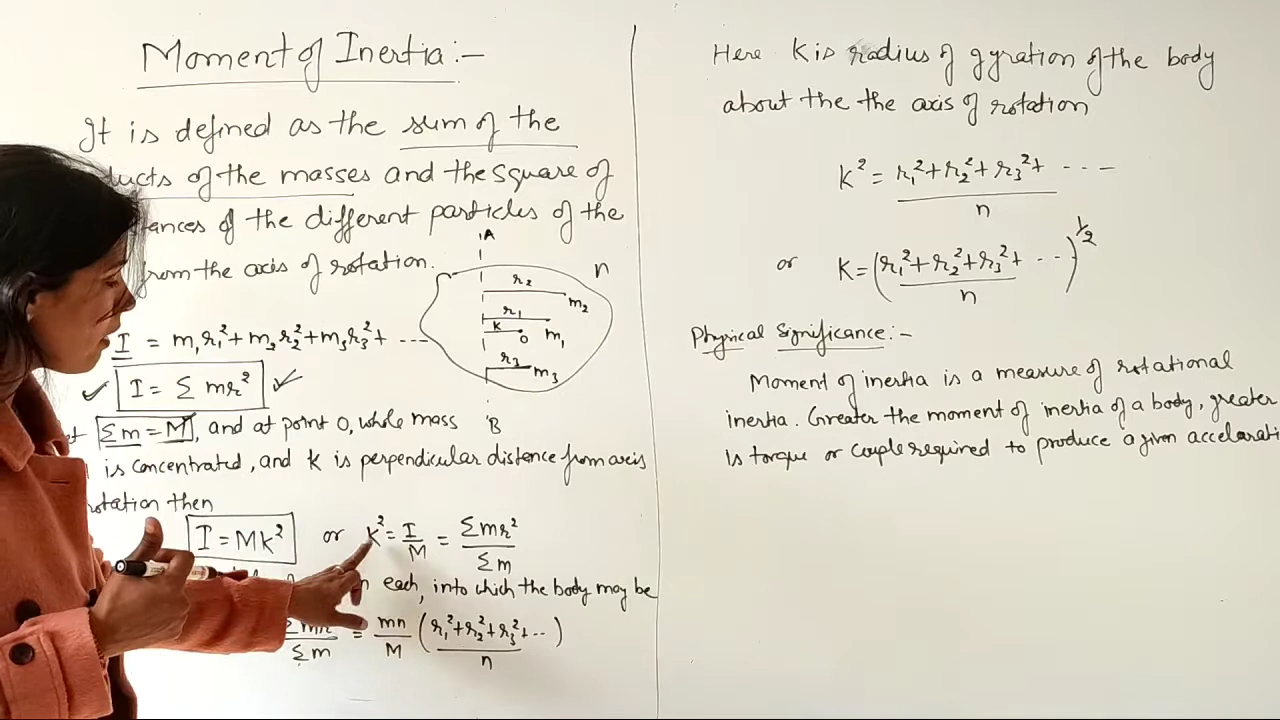 Moment of Inertia:-
It is defined as the sum of the
ducts of the masses and the square of
tances of the different particles of the
from the axis of rotation.
A
n
r₂
m₂
r₁
m₁
K
O
r₃
m₃
B
I = m₁r₁²+m₂r₂²+m₃r₃²+ ---
✓ I = Σ mr² ✓
Σm = M, and at point O, whole mass
is concentrated, and K is perpendicular distance from axis
rotation then
I = MK² or K² = I/M = Σmr²/Σm
each, into which the body may be
Σm = mn/M (r₁²+r₂²+r₃²+--/n)
Here K is radius of gyration of the body
about the the axis of rotation
K² = r₁²+r₂²+r₃²+ ----/n
or K = (r₁²+r₂²+r₃²+ --/n)^1/2
Physical Significance:-
Moment of inertia is a measure of rotational
inertia. Greater the moment of inertia of a body, greater
Is torque or couple required to produce a given accelarati